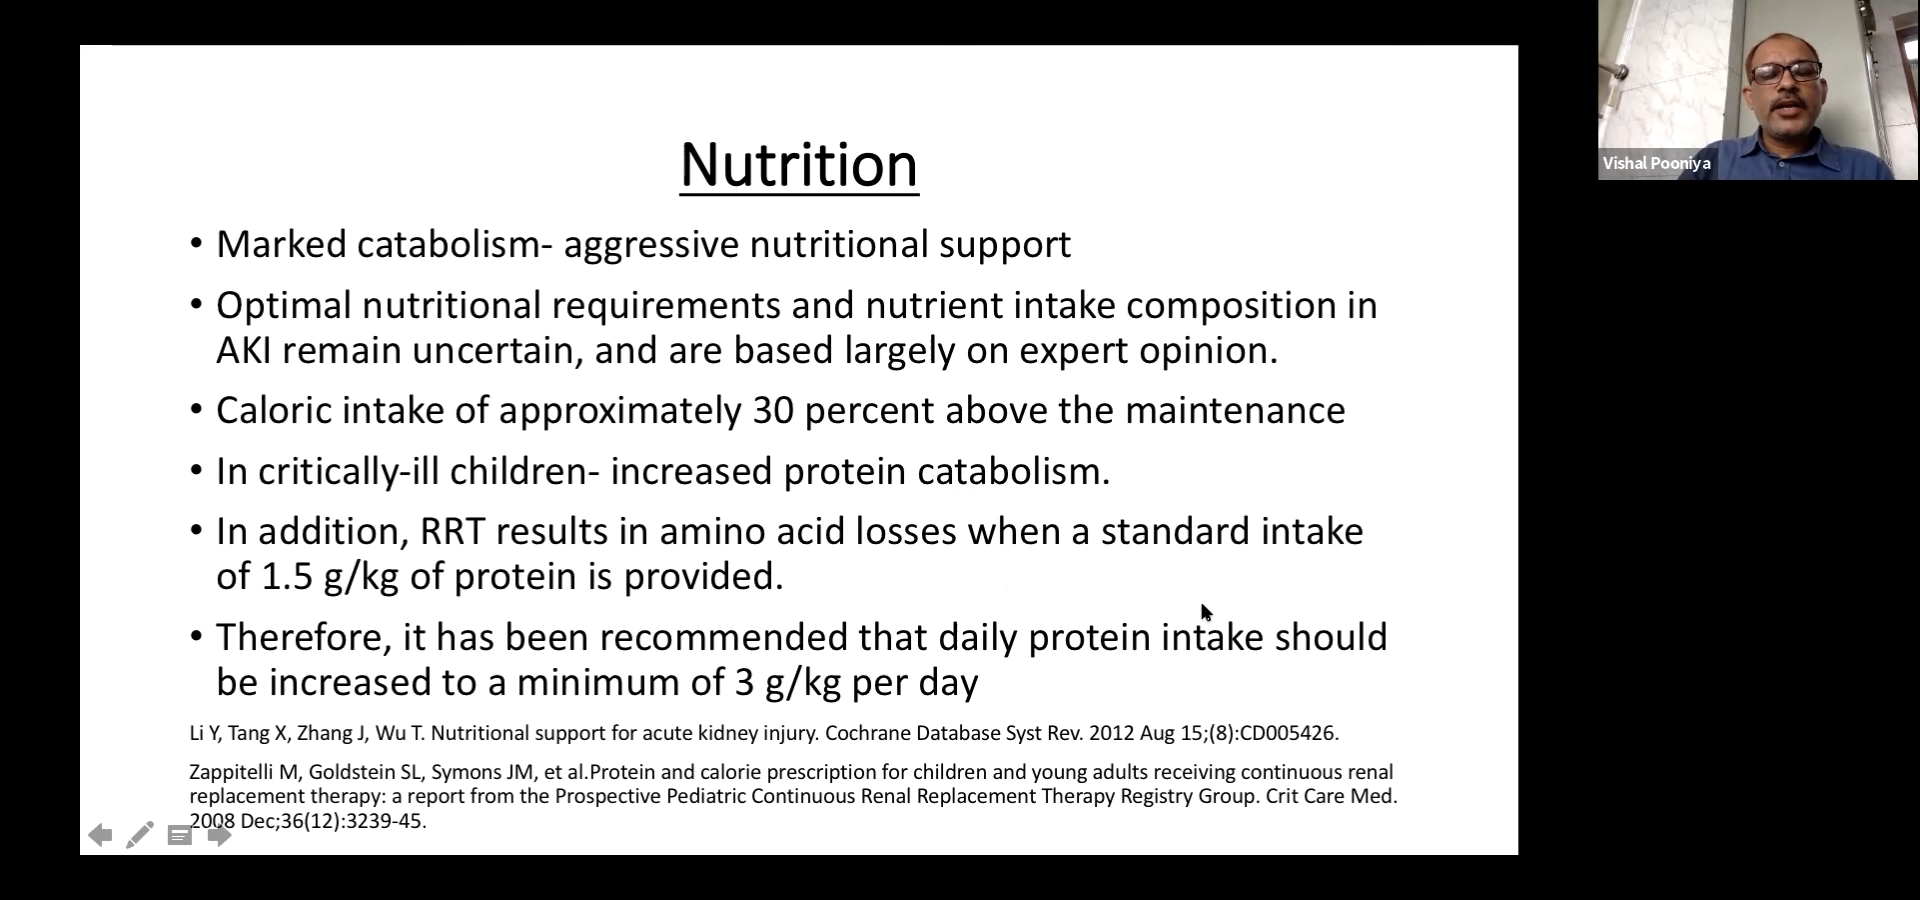 Nutrition
• Marked catabolism- aggressive nutritional support
• Optimal nutritional requirements and nutrient intake composition in
AKI remain uncertain, and are based largely on expert opinion.
• Caloric intake of approximately 30 percent above the maintenance
• In critically-ill children- increased protein catabolism.
• In addition, RRT results in amino acid losses when a standard intake
of 1.5 g/kg of protein is provided.
• Therefore, it has been recommended that daily protein intake should
be increased to a minimum of 3 g/kg per day
Li Y, Tang X, Zhang J, Wu T. Nutritional support for acute kidney injury. Cochrane Database Syst Rev. 2012 Aug 15;(8):CD005426.
Zappitelli M, Goldstein SL, Symons JM, et al.Protein and calorie prescription for children and young adults receiving continuous renal
replacement therapy: a report from the Prospective Pediatric Continuous Renal Replacement Therapy Registry Group. Crit Care Med.
2008 Dec;36(12):3239-45.
Vishal Pooniya